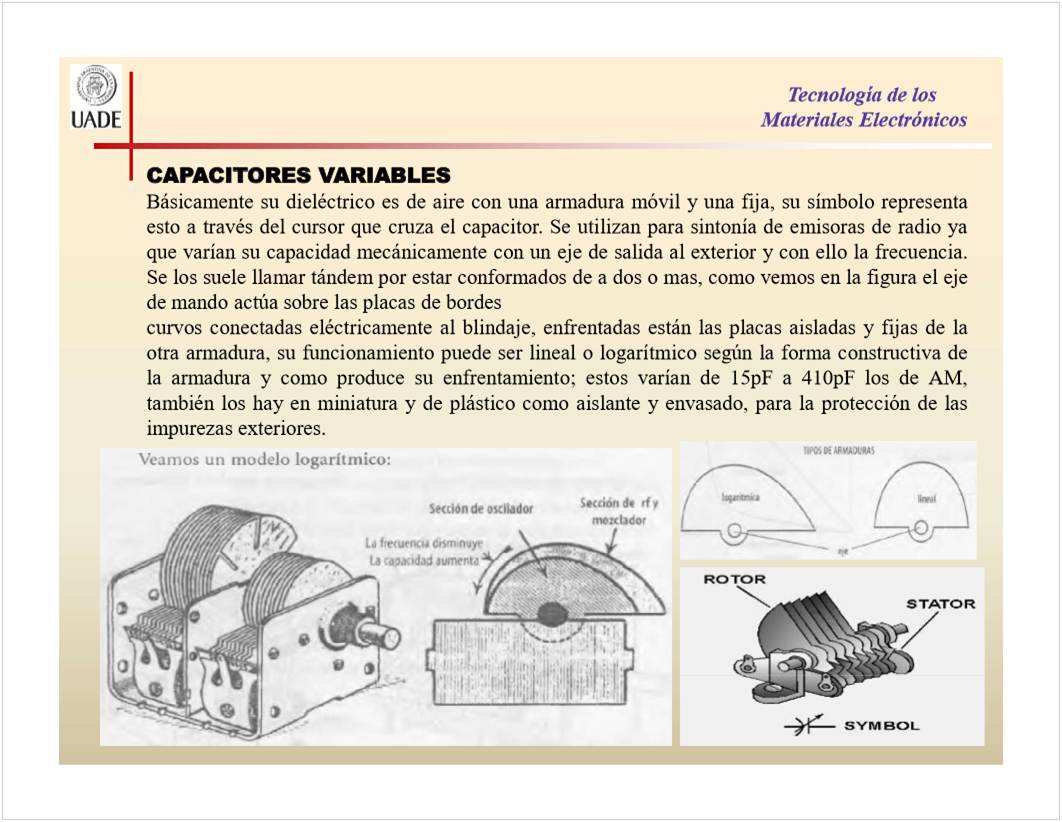 UADE
Tecnología de los
Materiales Electrónicos
CAPACITORES VARIABLES
Básicamente su dieléctrico es de aire con una armadura móvil y una fija, su símbolo representa
esto a través del cursor que cruza el capacitor. Se utilizan para sintonía de emisoras de radio ya
que varían su capacidad mecánicamente con un eje de salida al exterior y con ello la frecuencia.
Se los suele llamar tándem por estar conformados de a dos o mas, como vemos en la figura el eje
de mando actúa sobre las placas de bordes
curvos conectadas eléctricamente al blindaje, enfrentadas están las placas aisladas y fijas de la
otra armadura, su funcionamiento puede ser lineal o logarítmico según la forma constructiva de
la armadura y como produce su enfrentamiento; estos varían de 15pF a 410pF los de AM,
también los hay en miniatura y de plástico como aislante y envasado, para la protección de las
impurezas exteriores.
Veamos un modelo logarítmico:
Sección de oscilador
Sección de rf y
mezclador
La frecuencia disminuye
La capacidad aumenta
TIPOS DE ARMADURAS
logarítmica
lineal
eje
ROTOR
STATOR
SYMBOL